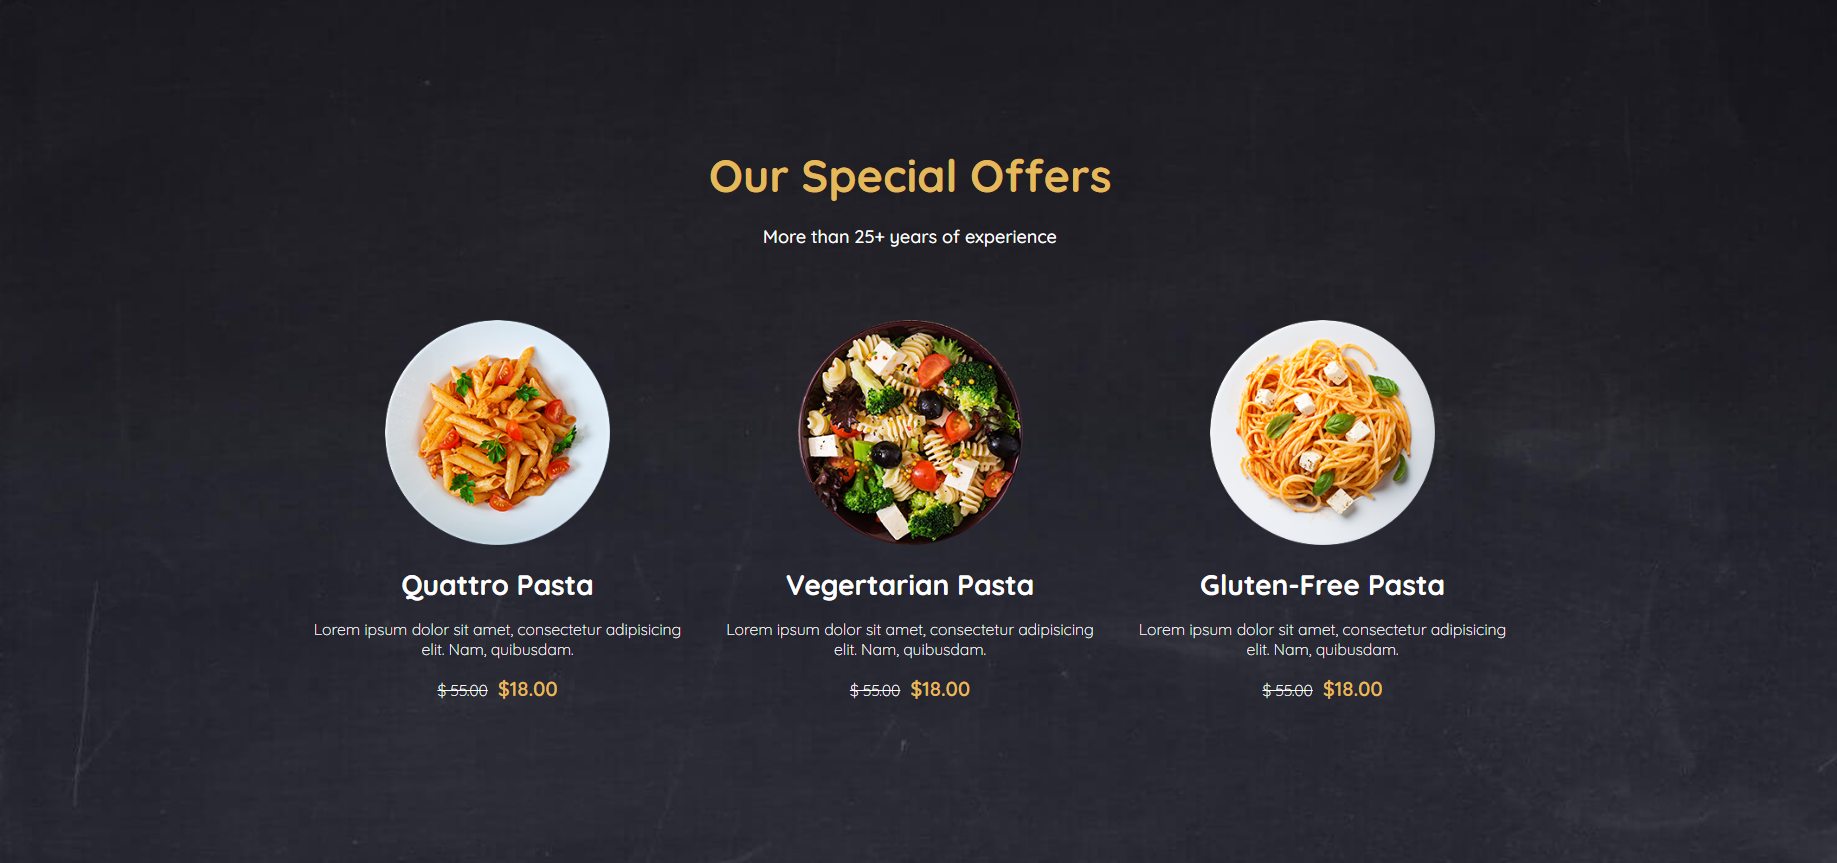 Our Special Offers
More than 25+ years of experience
Quattro Pasta
Lorem ipsum dolor sit amet, consectetur adipisicing
elit. Nam, quibusdam.
$ 55.00 $18.00
Vegertarian Pasta
Lorem ipsum dolor sit amet, consectetur adipisicing
elit. Nam, quibusdam.
$ 55.00 $18.00
Gluten-Free Pasta
Lorem ipsum dolor sit amet, consectetur adipisicing
elit. Nam, quibusdam.
$ 55.00 $18.00